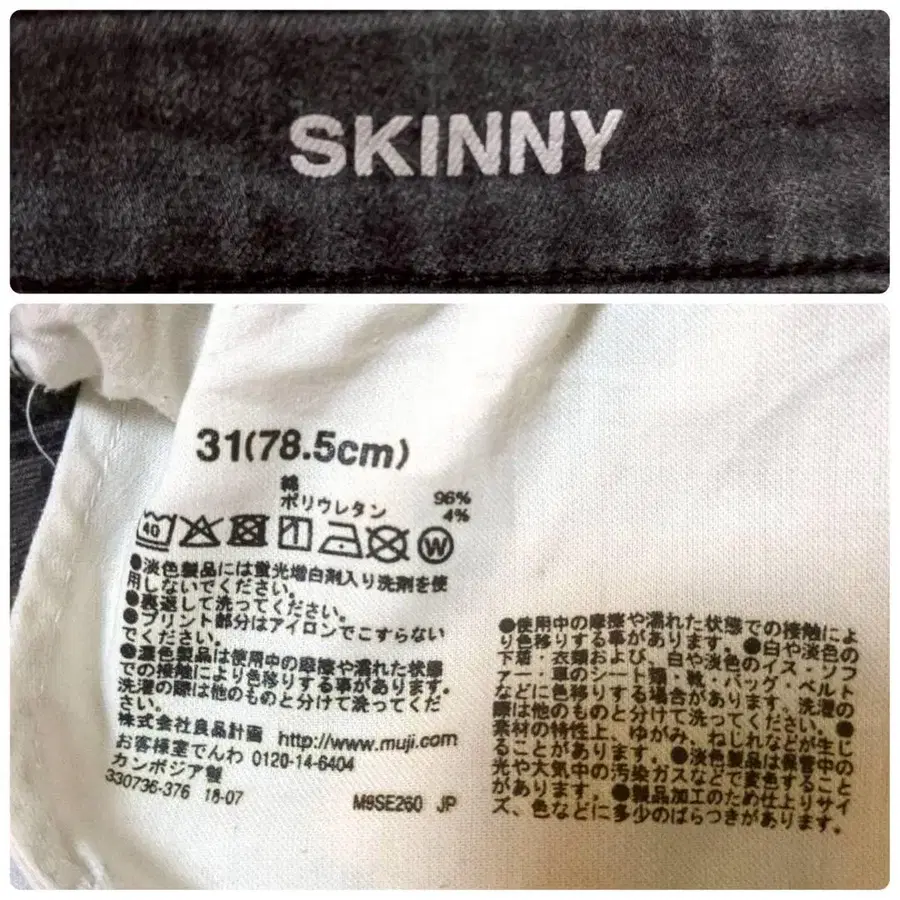 SKINNY
31(78.5cm)
綿 96%
ポリウレタン 4%
40
W
●淡色製品には蛍光増白剤入り洗剤を使
用しないでください。
●裏返して洗ってください。
●プリント部分はアイロンでこすらない
でください。
●濃色製品は使用中の摩擦や濡れた状態
での接触により色移りする事があります。
洗濯の際は他のものと分けて洗ってくだ
さい。
株式会社良品計画 http://www.muji.com
お客様室でんわ 0120-14-6404
カンボジア製
330736-376 18-07
M9SE260 JP
●使用中の摩擦や濡れた状態での接触によ
り色移りする事があります。●白や淡色の
下着・衣類および、白や淡色のイス・ソフ
ァー・車のシート類・靴・バッグ・ベルト
などに色移りする場合があります。洗濯の
際は他のものと分けて洗ってください。●
素材の特性上、ゆがみ、ねじれなどが生じ
ることがあります。●淡色製品は保管中の
光や大気中の汚染ガスなどで変色すること
があります。●製品加工のため仕上りサイ
ズ、色などに多少のばらつきがあります。